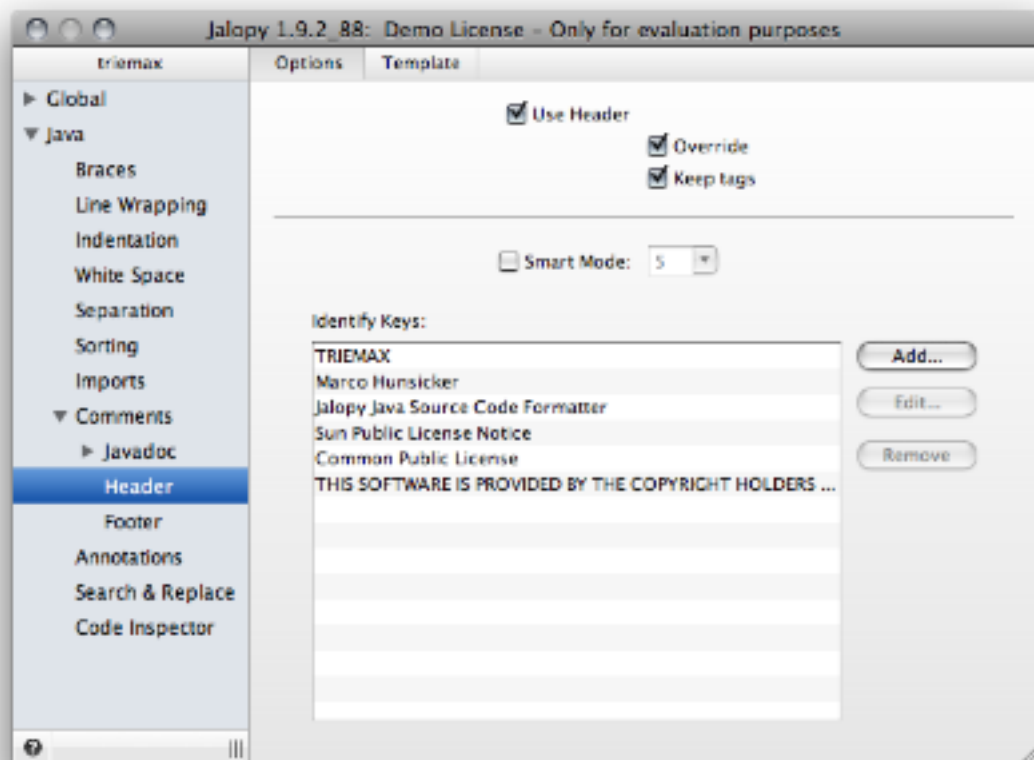 Jalopy 1.9.2_88: Demo License - Only for evaluation purposes
triemax
Options Template
Global
Java
Braces
Line Wrapping
Indentation
White Space
Separation
Sorting
Imports
Comments
Javadoc
Header
Footer
Annotations
Search & Replace
Code Inspector
Use Header
Override
Keep tags
Smart Mode: 5
Identify Keys:
TRIEMAX
Marco Hunsicker
Jalopy Java Source Code Formatter
Sun Public License Notice
Common Public License
THIS SOFTWARE IS PROVIDED BY THE COPYRIGHT HOLDERS ...
Add...
Edit...
Remove
?